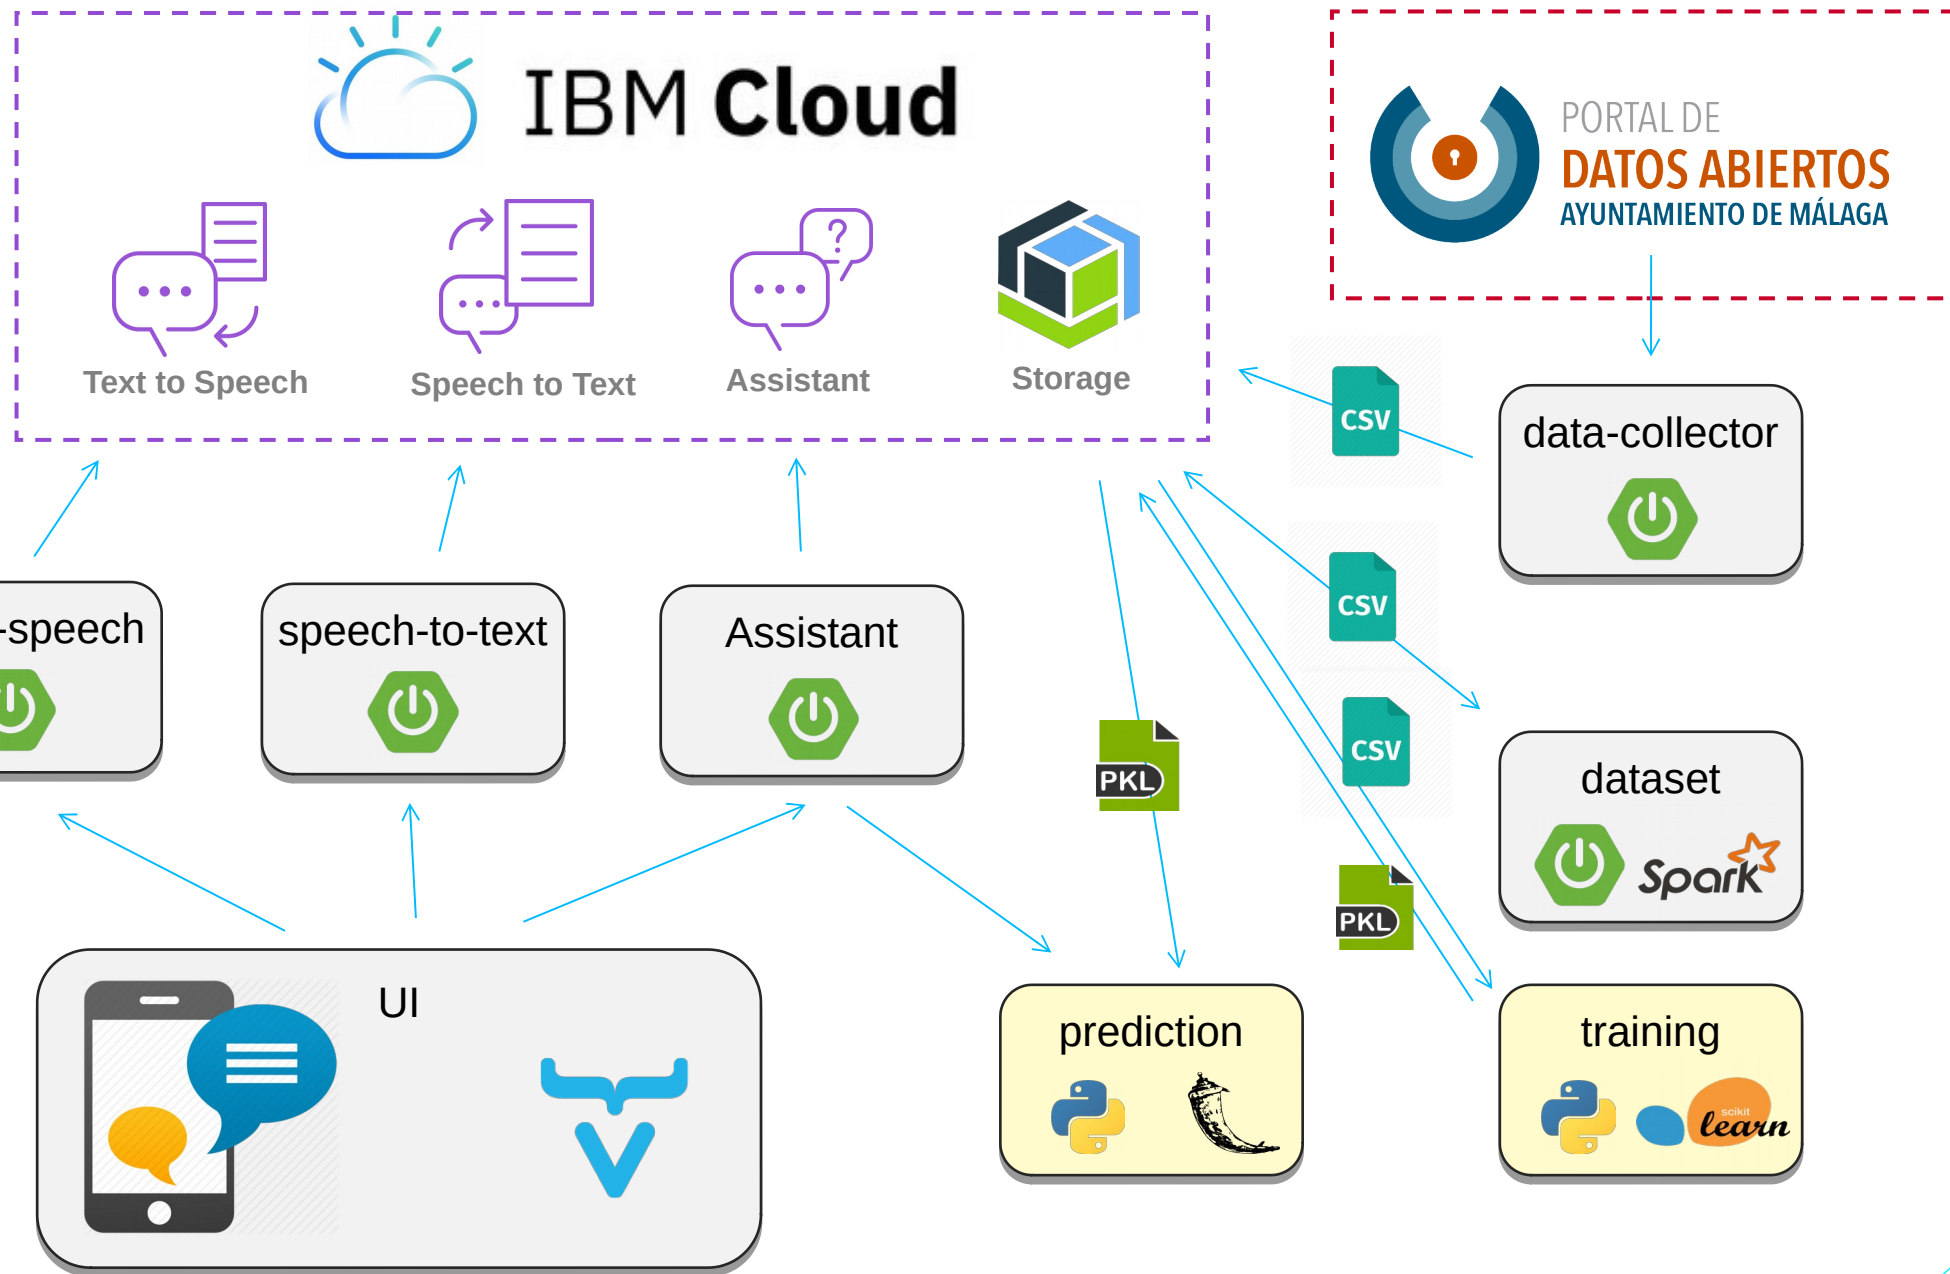 IBM Cloud
PORTAL DE
DATOS ABIERTOS
AYUNTAMIENTO DE MÁLAGA
?
Text to Speech
Speech to Text
Assistant
Storage
CSV
data-collector
CSV
-speech
speech-to-text
Assistant
CSV
PKL
dataset
Spark
PKL
UI
prediction
training
scikit
learn